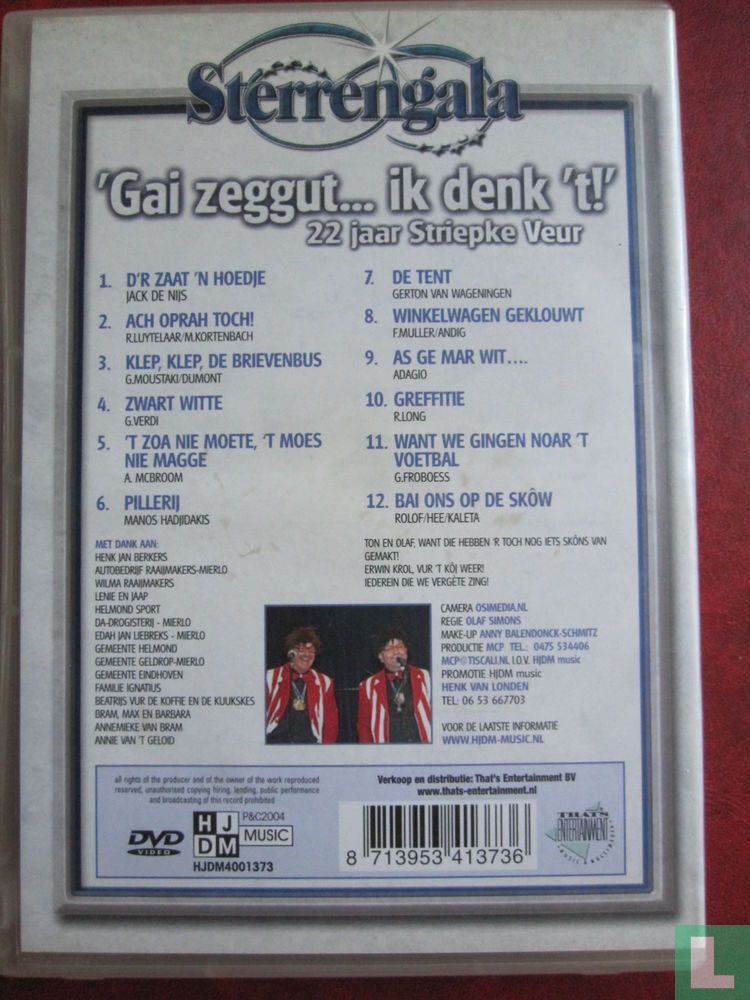 Sterrengala
'Gai zeggut... ik denk 't!'
22 jaar Striepke Veur
1. D'R ZAAT 'N HOEDJE
JACK DE NIJS
2. ACH OPRAH TOCH!
R.LUYTELAAR/M.KORTENBACH
3. KLEP, KLEP, DE BRIEVENBUS
G.MOUSTAKI/DUMONT
4. ZWART WITTE
G.VERDI
5. 'T ZOA NIE MOETE, 'T MOES
NIE MAGGE
A. MCBROOM
6. PILLERIJ
MANOS HADJIDAKIS
7. DE TENT
GERTON VAN WAGENINGEN
8. WINKELWAGEN GEKLOUWT
F.MULLER/ANDIG
9. AS GE MAR WIT....
ADAGIO
10. GREFFITIE
R.LONG
11. WANT WE GINGEN NOAR 'T
VOETBAL
G.FROBOESS
12. BAI ONS OP DE SKÔW
ROLOF/HEE/KALETA
MET DANK AAN:
HENK JAN BERKERS
AUTOBEDRIJF RAAIJMAKERS-MIERLO
WILMA RAAIJMAKERS
LENIE EN JAAP
HELMOND SPORT
DA-DROGISTERIJ - MIERLO
EDAH JAN LIEBREKS - MIERLO
GEMEENTE HELMOND
GEMEENTE GELDROP-MIERLO
GEMEENTE EINDHOVEN
FAMILIE IGNATIUS
BEATRIJS VUR DE KOFFIE EN DE KUUKSKES
BRAM, MAX EN BARBARA
ANNEMIEKE VAN BRAM
ANNIE VAN 'T GELOID
TON EN OLAF, WANT DIE HEBBEN 'R TOCH NOG IETS SKÔNS VAN
GEMAKT!
ERWIN KROL, VUR 'T KÔJ WEER!
IEDEREIN DIE WE VERGÈTE ZING!
CAMERA OSIMEDIA.NL
REGIE OLAF SIMONS
MAKE-UP ANNY BALENDONCK-SCHMITZ
PRODUCTIE MCP TEL.: 0475 534406
MCP@TISCALI.NL I.O.V. HJDM music
PROMOTIE HJDM music
HENK VAN LONDEN
TEL: 06 53 667703
VOOR DE LAATSTE INFORMATIE
WWW.HJDM-MUSIC.NL
all rights of the producer and of the owner of the work reproduced
reserved, unauthorised copying hiring, lending, public performance
and broadcasting of this record prohibited
Verkoop en distributie: That's Entertainment BV
www.thats-entertainment.nl
DVD
VIDEO
H J
D M
P&C2004
MUSIC
HJDM4001373
8 713953 413736
THAT'S
ENTERTAINMENT
L